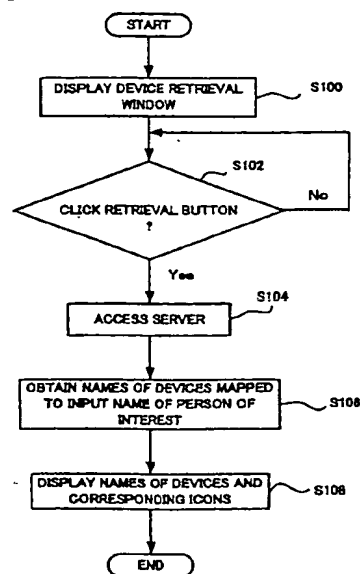 START
DISPLAY DEVICE RETRIEVAL
WINDOW
S100
S102
CLICK RETRIEVAL BUTTON
?
No
Yes
S104
ACCESS SERVER
OBTAIN NAMES OF DEVICES MAPPED
TO INPUT NAME OF PERSON OF
INTEREST
S106
DISPLAY NAMES OF DEVICES AND
CORRESPONDING ICONS
S108
END